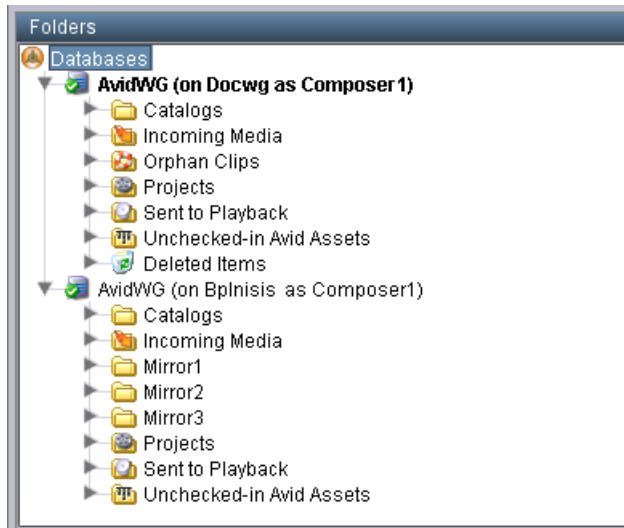 Folders
Databases
AvidWG (on Docwg as Composer1)
Catalogs
Incoming Media
Orphan Clips
Projects
Sent to Playback
Unchecked-in Avid Assets
Deleted Items
AvidWG (on Bplnisis as Composer1)
Catalogs
Incoming Media
Mirror1
Mirror2
Mirror3
Projects
Sent to Playback
Unchecked-in Avid Assets